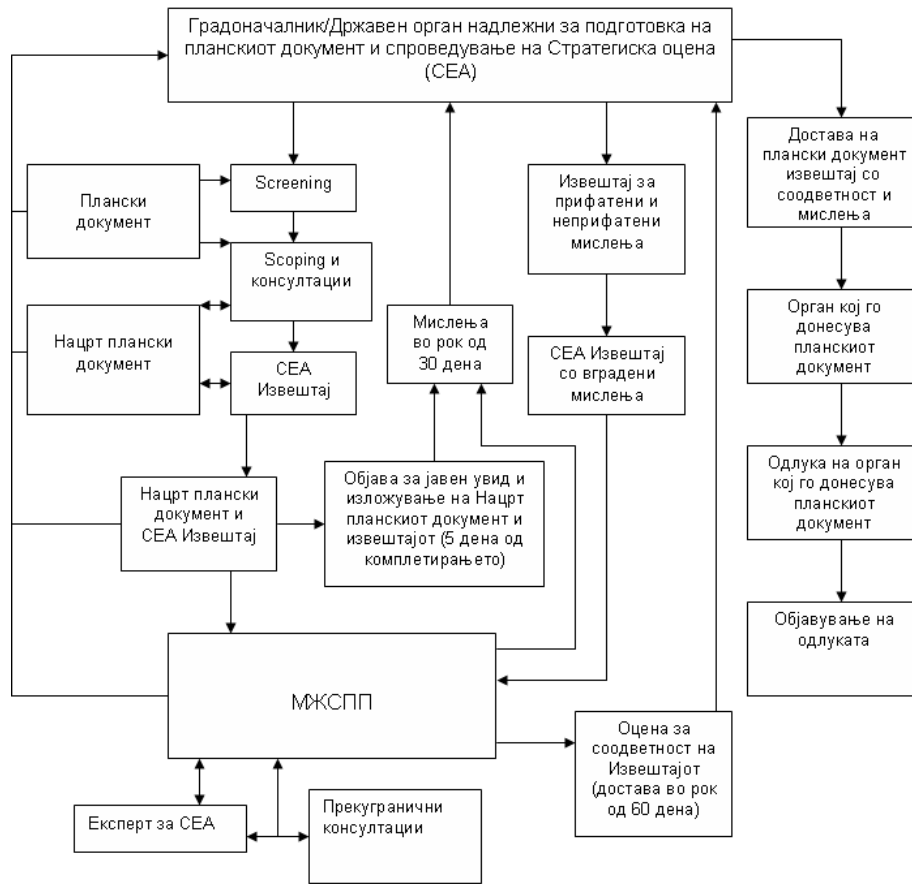 Градоначалник/Државен орган надлежни за подготовка на
планскиот документ и спроведување на Стратегиска оцена
(СЕА)
Screening
Плански
документ
Scoping и
консултации
Нацрт плански
документ
СЕА
Извештај
Нацрт плански
документ и
СЕА Извештај
Објава за јавен увид и
изложување на Нацрт
планскиот документ и
извештајот (5 дена од
комплетирањето)
Мислења
во рок од
30 дена
Извештај за
прифатени и
неприфатени
мислења
СЕА Извештај
со вградени
мислења
Достава на
плански документ
извештај со
соодветност и
мислења
Орган кој го
донесува
планскиот
документ
Одлука на орган
кој го донесува
планскиот
документ
Објавување на
одлуката
МЖСПП
Оцена за
соодветност на
Извештајот
(достава во рок
од 60 дена)
Експерт за СЕА
Прекугранични
консултации